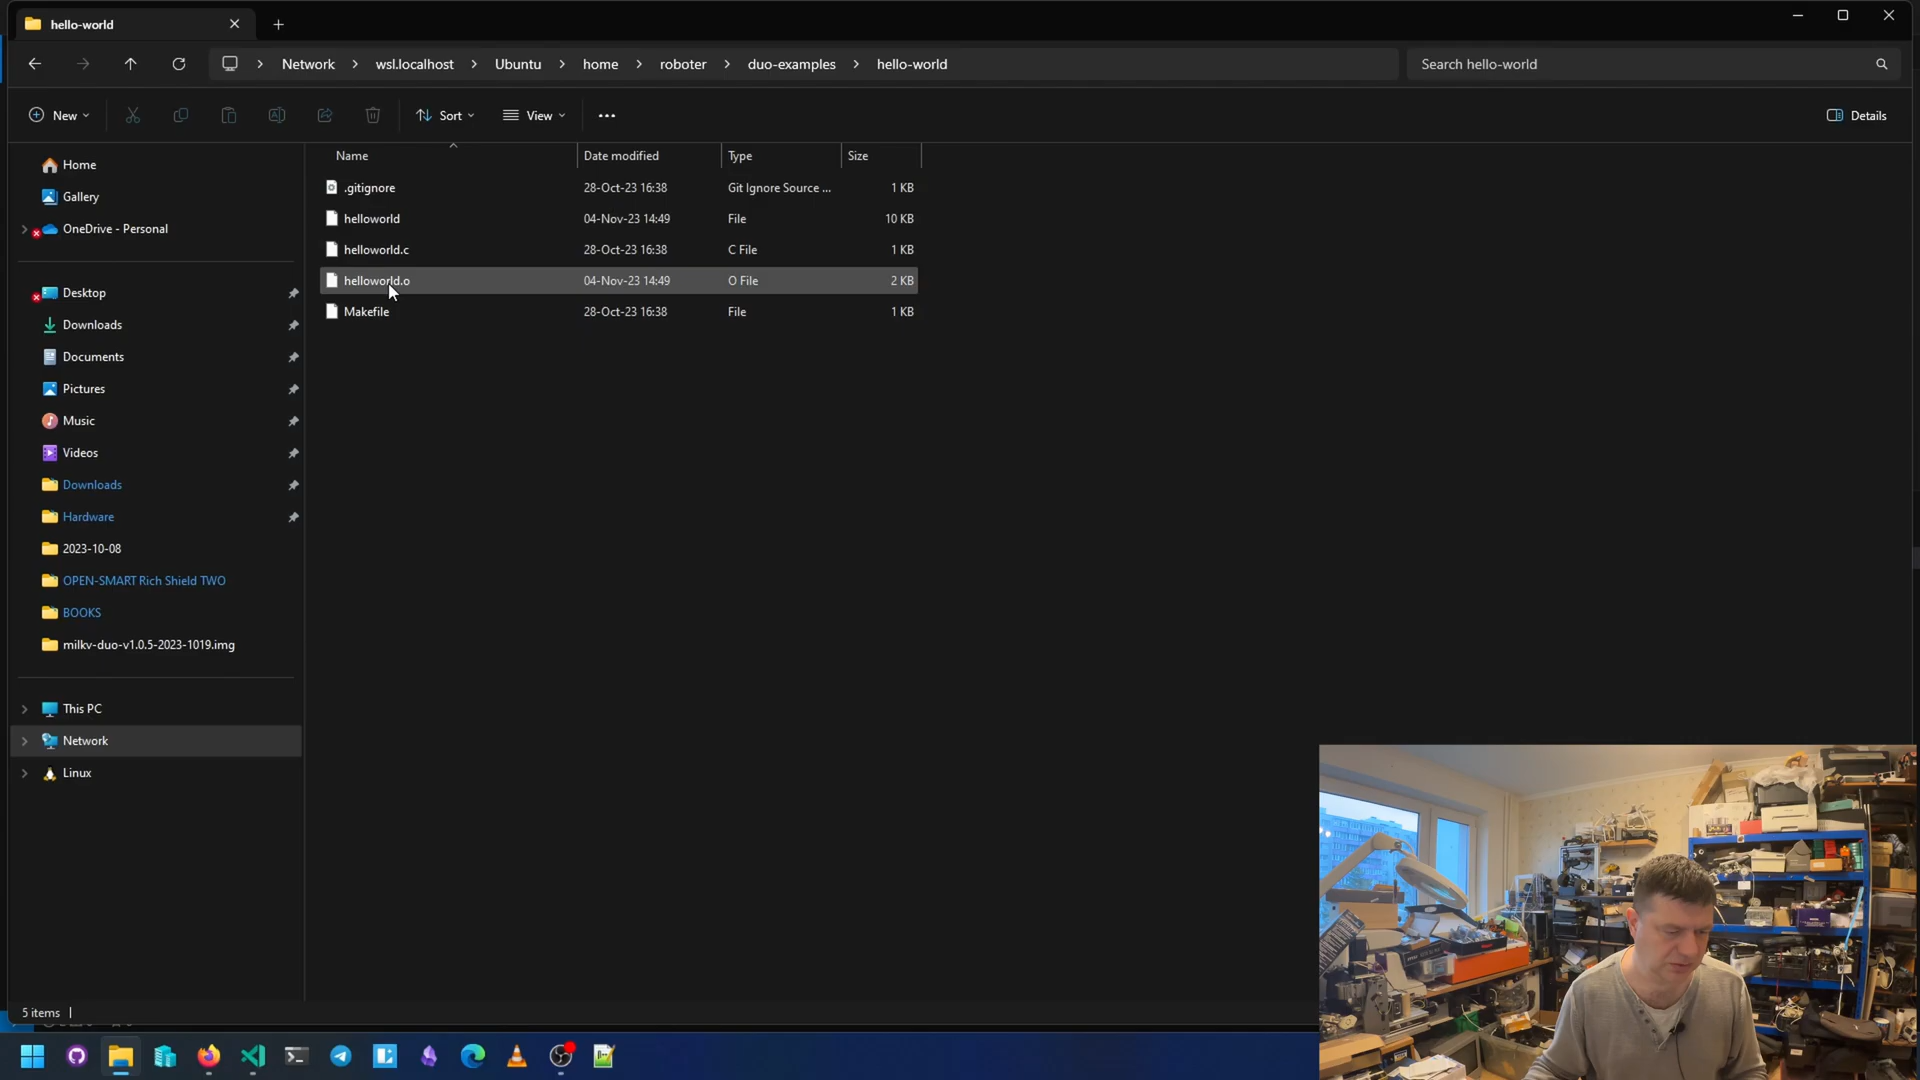 hello-world
Network > wsl.localhost > Ubuntu > home > roboter > duo-examples > hello-world
Search hello-world
New
Sort
View
Details
Home
Gallery
OneDrive - Personal
Desktop
Downloads
Documents
Pictures
Music
Videos
Downloads
Hardware
2023-10-08
OPEN-SMART Rich Shield TWO
BOOKS
milkv-duo-v1.0.5-2023-1019.img
This PC
Network
Linux
Name Date modified Type Size
.gitignore 28-Oct-23 16:38 Git Ignore Source ... 1 KB
helloworld 04-Nov-23 14:49 File 10 KB
helloworld.c 28-Oct-23 16:38 C File 1 KB
helloworld.o 04-Nov-23 14:49 O File 2 KB
Makefile 28-Oct-23 16:38 File 1 KB
5 items